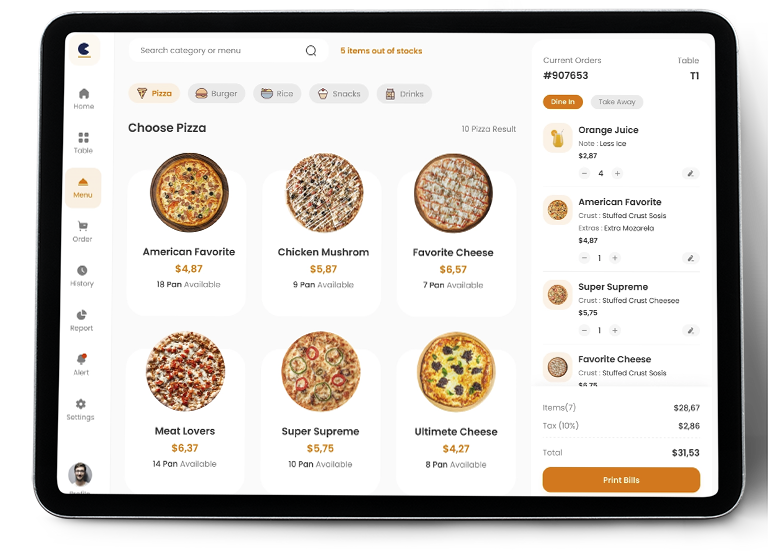 Search category or menu
5 items out of stocks
Home
Table
Menu
Order
History
Report
Alert
Settings
Pizza
Burger
Rice
Snacks
Drinks
Choose Pizza
10 Pizza Result
American Favorite
$4,87
18 Pan Available
Chicken Mushrom
$5,87
9 Pan Available
Favorite Cheese
$6,57
7 Pan Available
Meat Lovers
$6,37
14 Pan Available
Super Supreme
$5,75
10 Pan Available
Ultimete Cheese
$4,27
8 Pan Available
Current Orders
Table
#907653
T1
Dine In
Take Away
Orange Juice
Note : Less Ice
$2,87
− 4 +
American Favorite
Crust : Stuffed Crust Sosis
Extras : Extra Mozarela
$4,87
− 1 +
Super Supreme
Crust : Stuffed Crust Cheesee
$5,75
− 1 +
Favorite Cheese
Crust : Stuffed Crust Sosis
Items(7)
$28,67
Tax (10%)
$2,86
Total
$31,53
Print Bills